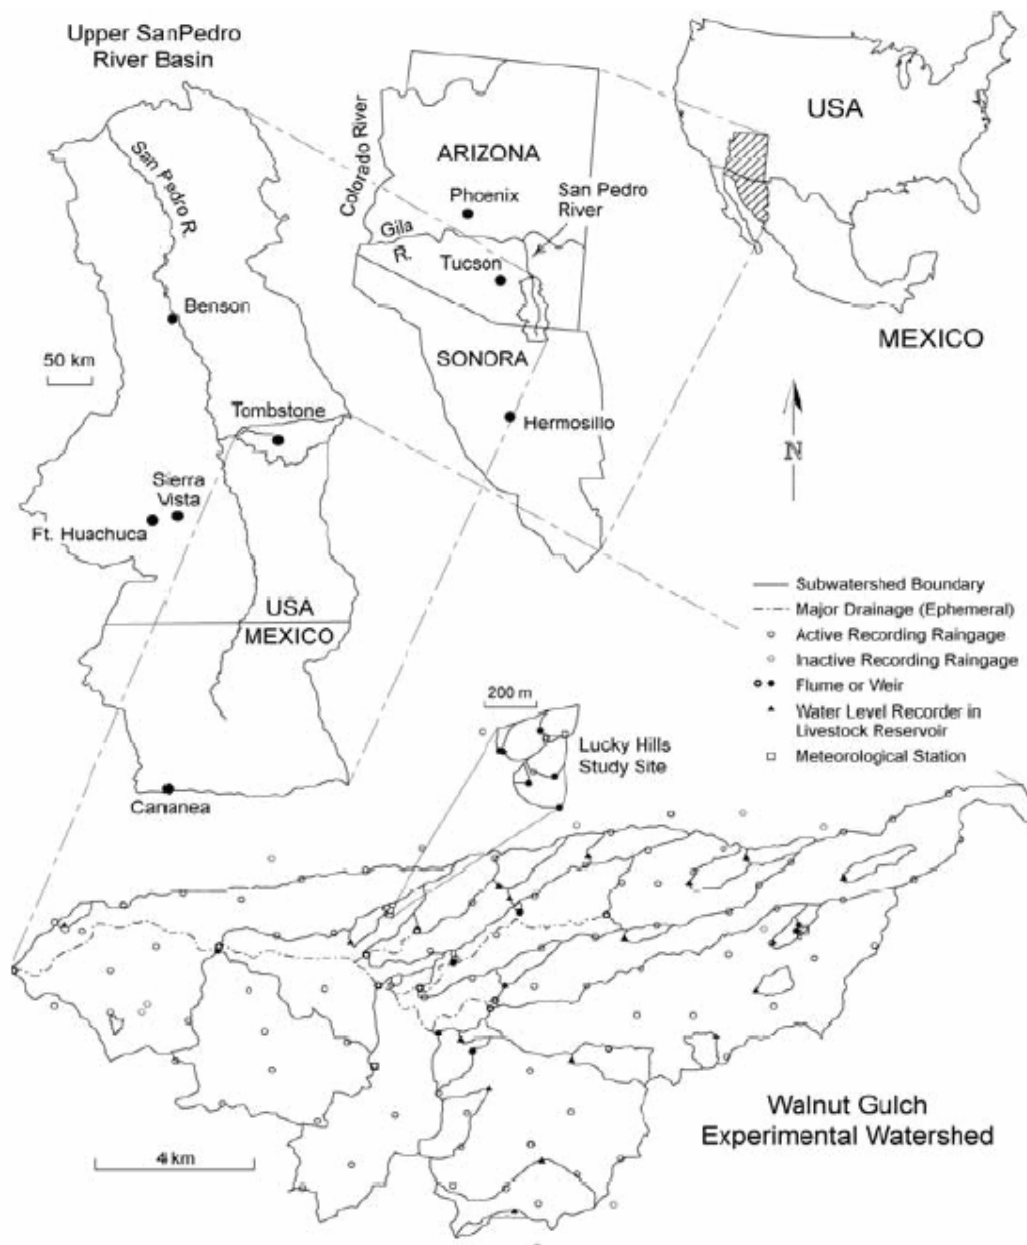 Upper SanPedro
River Basin
San Pedro R.
Benson
50 km
Tombstone
Sierra
Vista
Ft. Huachuca
USA
MEXICO
Cananea
Colorado River
ARIZONA
Phoenix
San Pedro
River
Gila
R.
Tucson
SONORA
Hermosillo
USA
MEXICO
N
Subwatershed Boundary
Major Drainage (Ephemeral)
Active Recording Raingage
Inactive Recording Raingage
Flume or Weir
Water Level Recorder in
Livestock Reservoir
Meteorological Station
200 m
Lucky Hills
Study Site
4 km
Walnut Gulch
Experimental Watershed